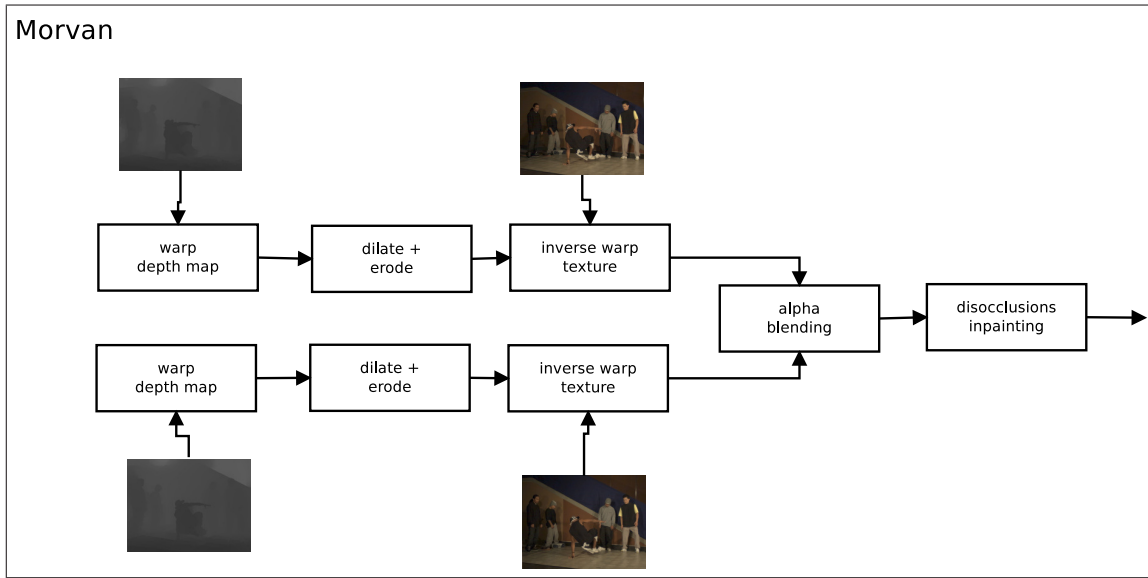 Morvan
warp
depth map
dilate +
erode
inverse warp
texture
alpha
blending
disocclusions
inpainting
warp
depth map
dilate +
erode
inverse warp
texture